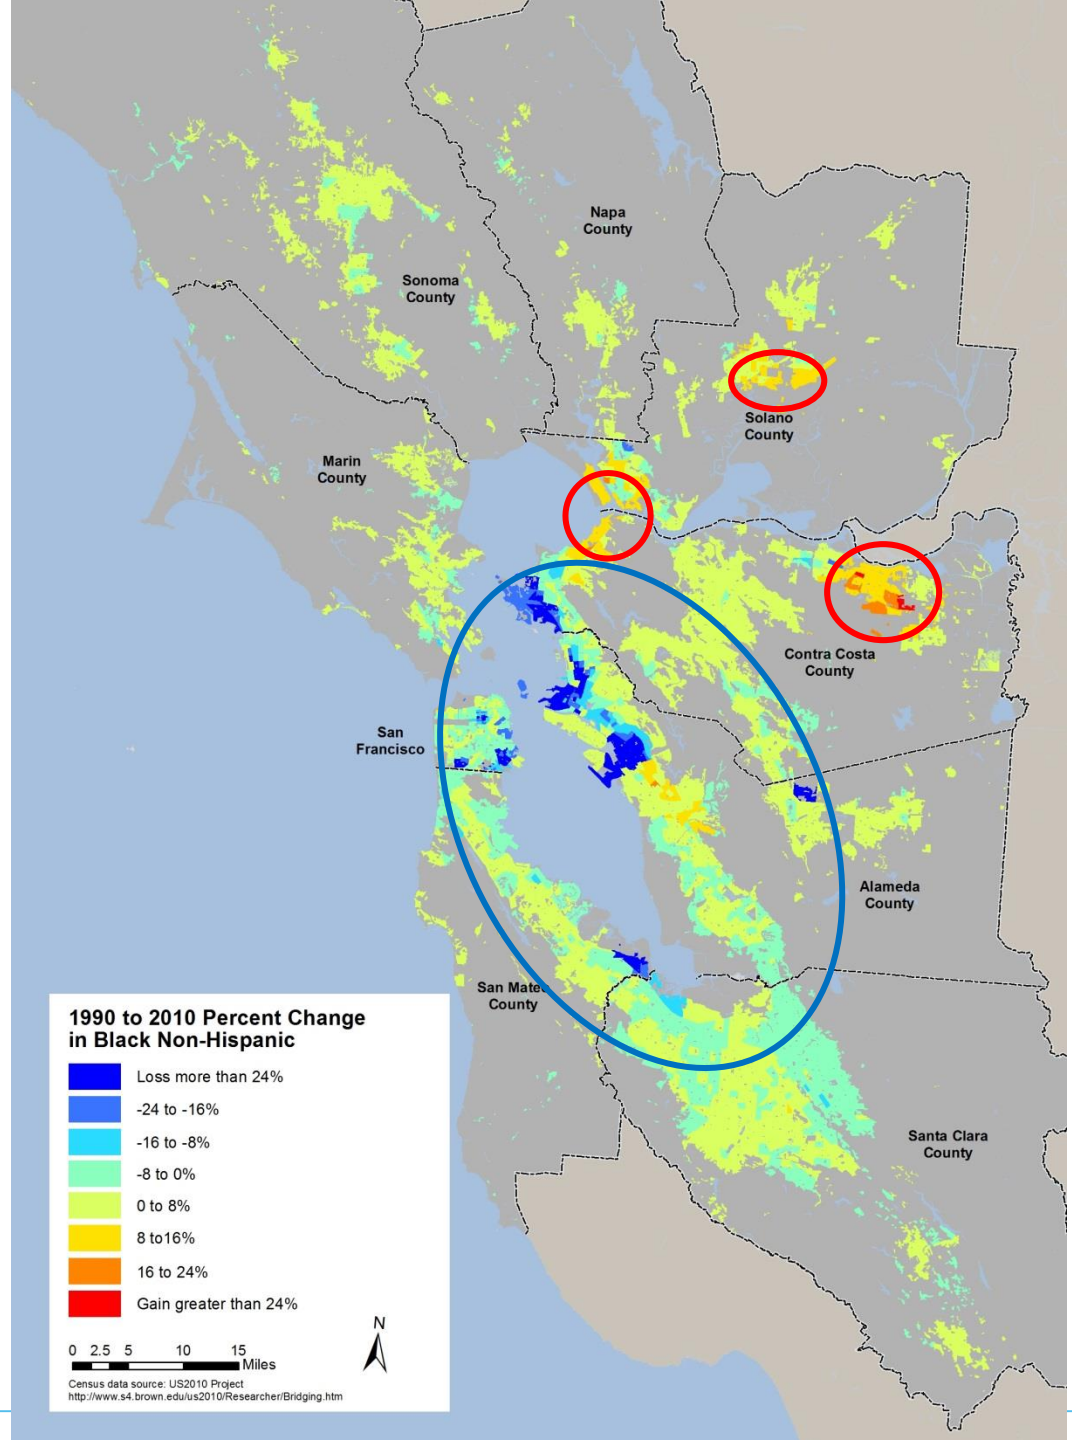 Napa
County
Sonoma
County
Solano
County
Marin
County
Contra Costa
County
San
Francisco
Alameda
County
San Mateo
County
Santa Clara
County
1990 to 2010 Percent Change
in Black Non-Hispanic
Loss more than 24%
-24 to -16%
-16 to -8%
-8 to 0%
0 to 8%
8 to16%
16 to 24%
Gain greater than 24%
N
0 2.5 5 10 15
Miles
Census data source: US2010 Project
http://www.s4.brown.edu/us2010/Researcher/Bridging.htm